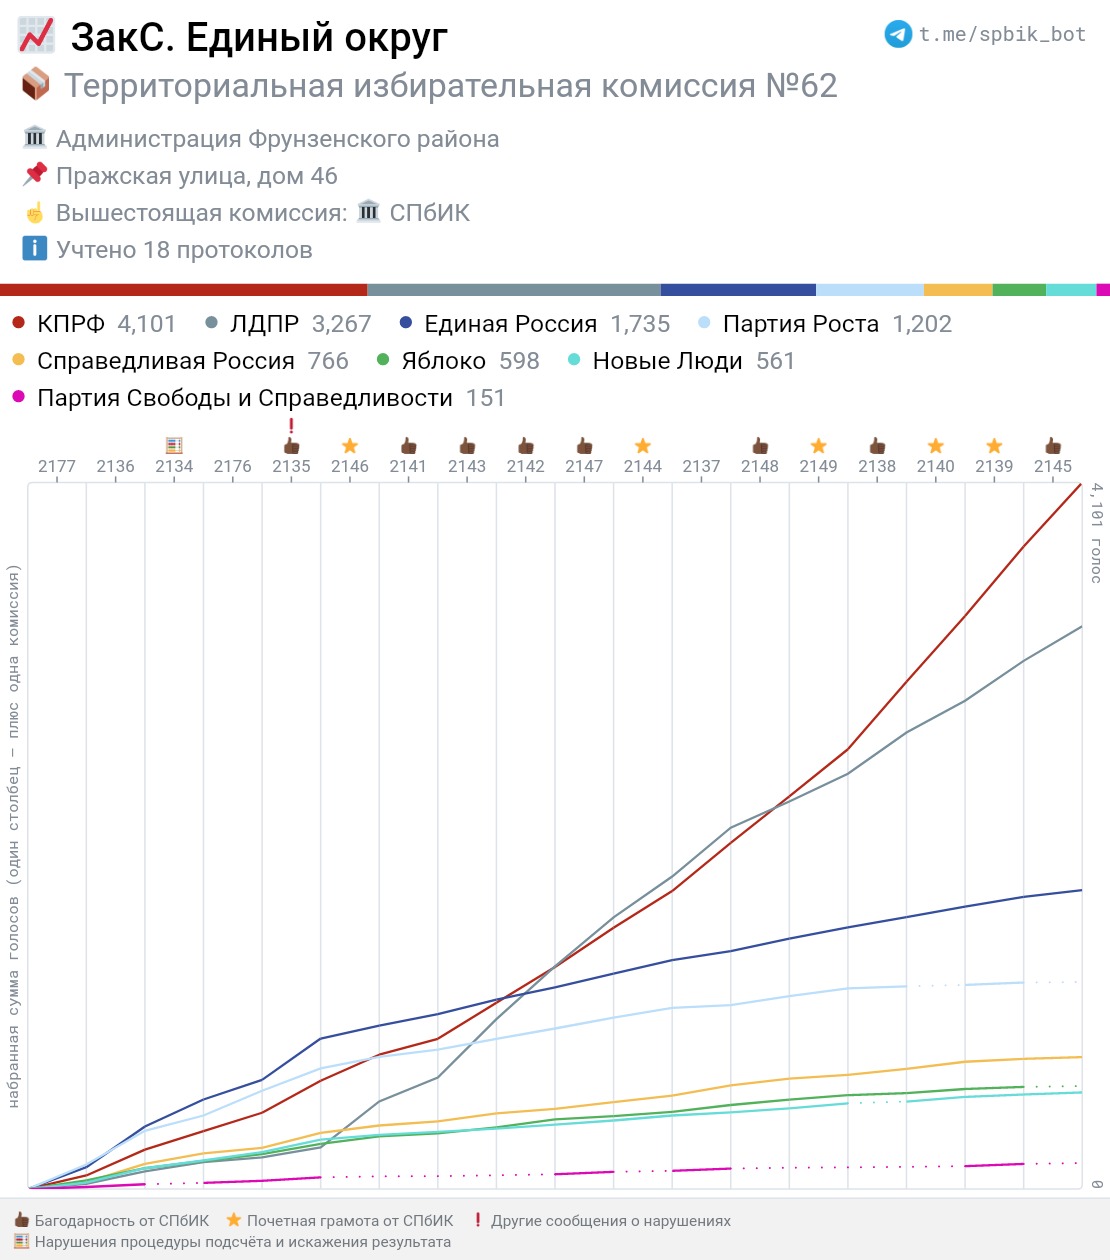 ЗакС. Единый округ
t.me/spbik_bot
Территориальная избирательная комиссия №62
Администрация Фрунзенского района
Пражская улица, дом 46
Вышестоящая комиссия: СПбИК
Учтено 18 протоколов
КПРФ 4,101 ЛДПР 3,267 Единая Россия 1,735 Партия Роста 1,202
Справедливая Россия 766 Яблоко 598 Новые Люди 561
Партия Свободы и Справедливости 151
2177 2136 2134 2176 2135 2146 2141 2143 2142 2147 2144 2137 2148 2149 2138 2140 2139 2145
набранная сумма голосов (один столбец – плюс одна комиссия)
4,101 голос
0
Багодарность от СПбИК Почетная грамота от СПбИК Другие сообщения о нарушениях
Нарушения процедуры подсчёта и искажения результата